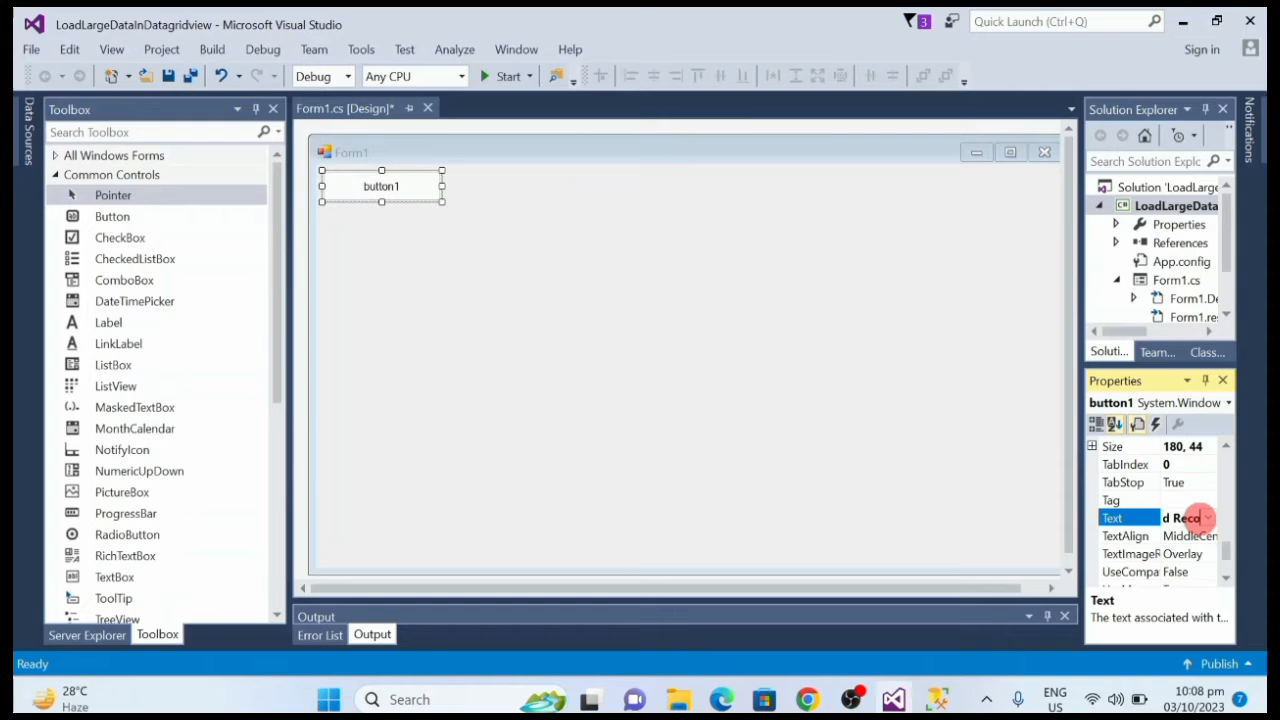 LoadLargeDataInDatagridview - Microsoft Visual Studio
3
Quick Launch (Ctrl+Q)
File Edit View Project Build Debug Team Tools Test Analyze Window Help
Sign in
Debug
Any CPU
Start
Data Sources
Toolbox
Search Toolbox
All Windows Forms
Common Controls
Pointer
Button
CheckBox
CheckedListBox
ComboBox
DateTimePicker
Label
LinkLabel
ListBox
ListView
MaskedTextBox
MonthCalendar
NotifyIcon
NumericUpDown
PictureBox
ProgressBar
RadioButton
RichTextBox
TextBox
ToolTip
TreeView
Server Explorer
Toolbox
Form1.cs [Design]*
Form1
button1
Output
Error List
Output
Solution Explorer
Search Solution Explc
Solution 'LoadLarge
LoadLargeData
Properties
References
App.config
Form1.cs
Form1.De
Form1.re
Soluti...
Team...
Class...
Notifications
Properties
button1 System.Window
Size 180, 44
TabIndex 0
TabStop True
Tag
Text d Reco
TextAlign MiddleCen
TextImageR Overlay
UseCompa False
Text
The text associated with t...
Ready
Publish
28°C
Haze
Search
ENG
US
10:08 pm
03/10/2023
7